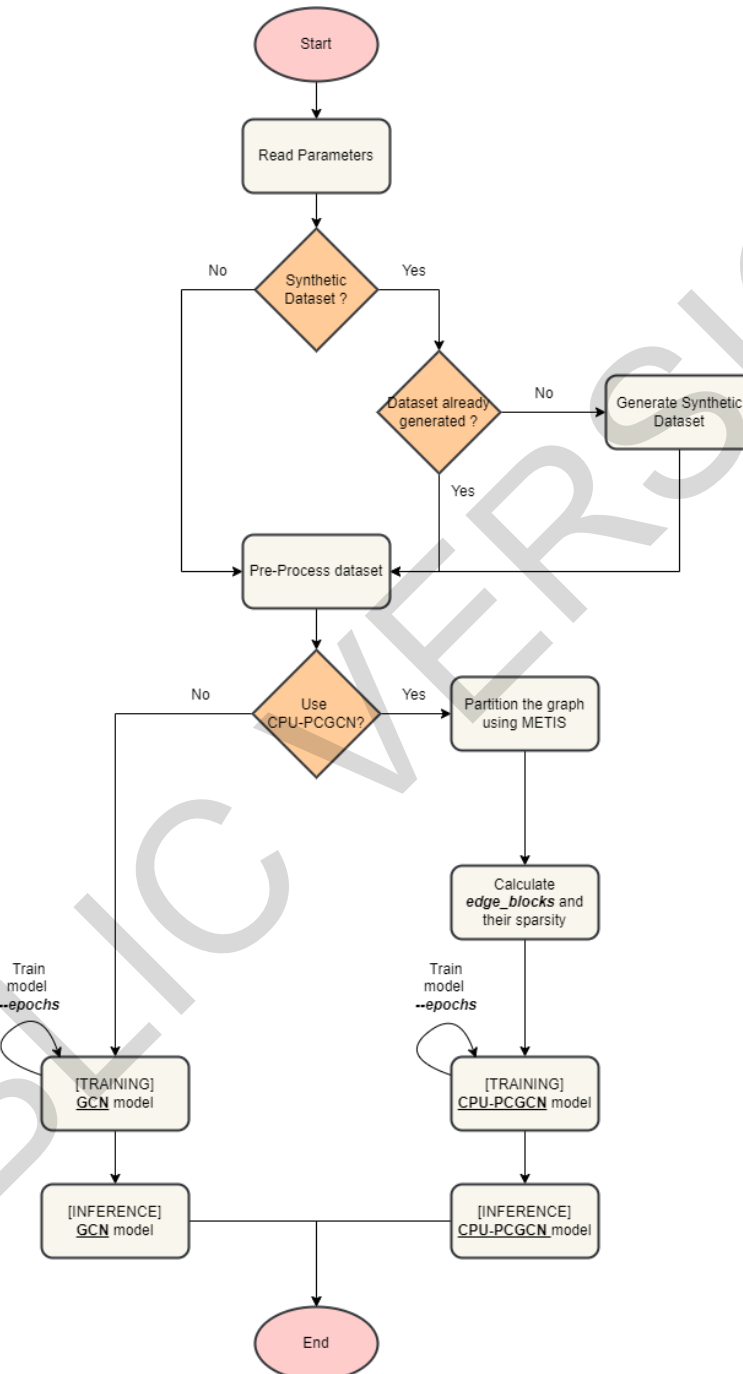 Start
Read Parameters
No
Synthetic
Dataset ?
Yes
Dataset already
generated ?
No
Generate Synthetic
Dataset
Yes
Pre-Process dataset
No
Use
CPU-PCGCN?
Yes
Partition the graph
using METIS
Calculate
edge_blocks and
their sparsity
Train
model
--epochs
Train
model
--epochs
[TRAINING]
GCN model
[TRAINING]
CPU-PCGCN model
[INFERENCE]
GCN model
[INFERENCE]
CPU-PCGCN model
End
BLIC VERSI